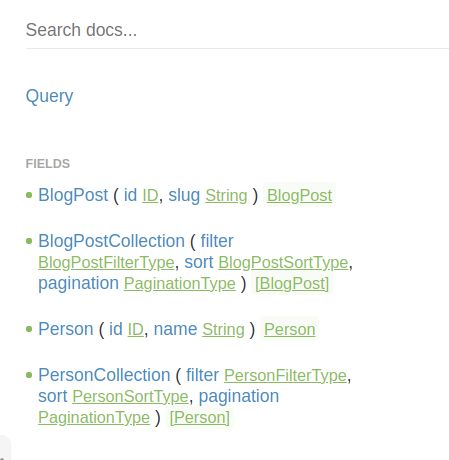 Search docs...
Query
FIELDS
BlogPost ( id ID, slug String ) BlogPost
BlogPostCollection ( filter
BlogPostFilterType, sort BlogPostSortType,
pagination PaginationType ) [BlogPost]
Person ( id ID, name String ) Person
PersonCollection ( filter PersonFilterType,
sort PersonSortType, pagination
PaginationType ) [Person]